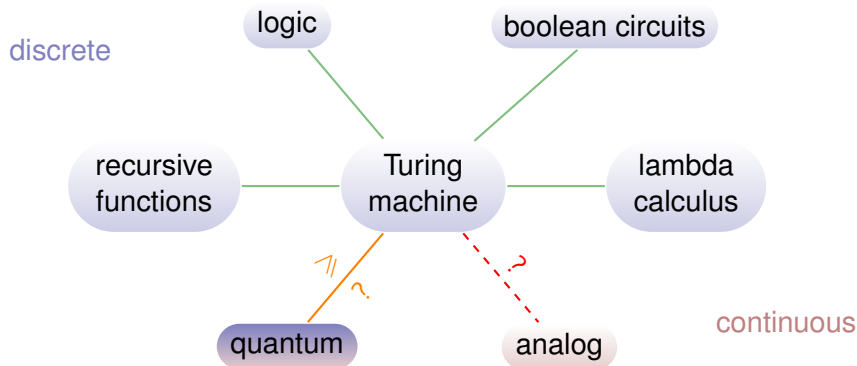 logic
boolean circuits
discrete
recursive
functions
Turing
machine
lambda
calculus
⩾
?
?
quantum
analog
continuous